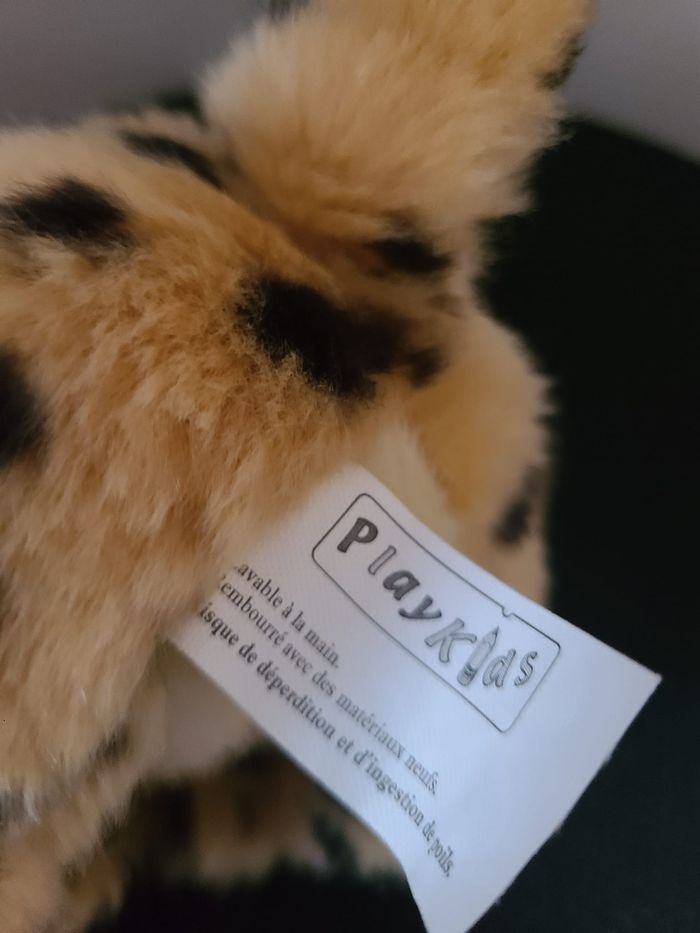 PlayKids
avable à la main.
embourré avec des matériaux neufs.
isque de déperdition et d'ingestion de poils.